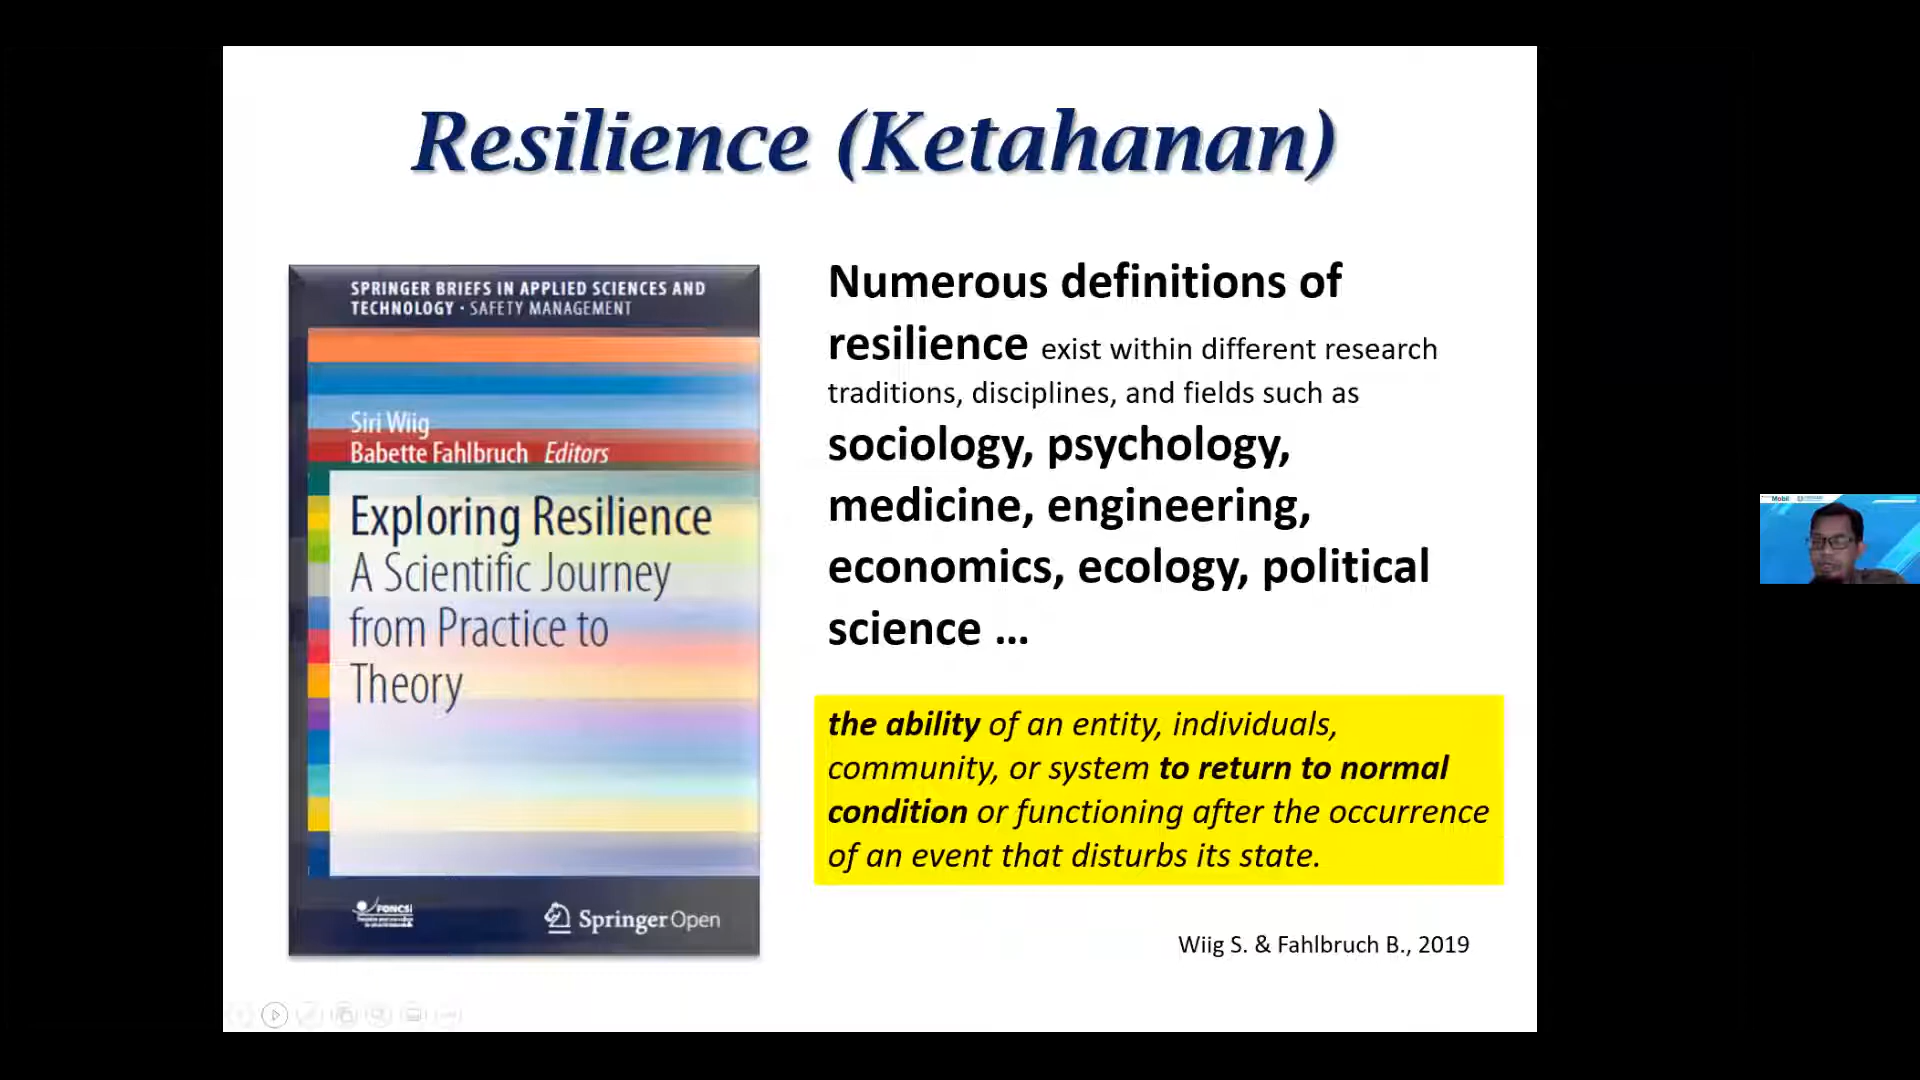 Resilience (Ketahanan)
SPRINGER BRIEFS IN APPLIED SCIENCES AND
TECHNOLOGY · SAFETY MANAGEMENT
Siri Wiig
Babette Fahlbruch Editors
Exploring Resilience
A Scientific Journey
from Practice to
Theory
FONCSI
Springer Open
Numerous definitions of
resilience exist within different research
traditions, disciplines, and fields such as
sociology, psychology,
medicine, engineering,
economics, ecology, political
science ...
the ability of an entity, individuals,
community, or system to return to normal
condition or functioning after the occurrence
of an event that disturbs its state.
Wiig S. & Fahlbruch B., 2019
Mobil